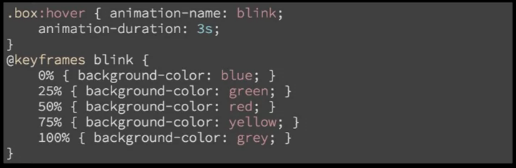 .box:hover { animation-name: blink;
    animation-duration: 3s;
}
@keyframes blink {
    0% { background-color: blue; }
    25% { background-color: green; }
    50% { background-color: red; }
    75% { background-color: yellow; }
    100% { background-color: grey; }
}